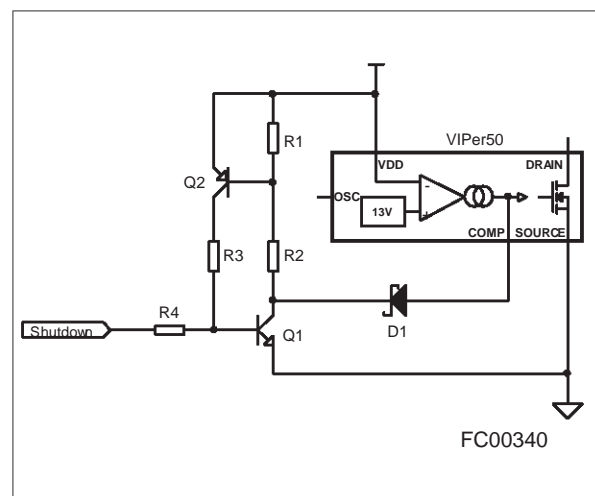 VIPer50
R1
VDD
DRAIN
Q2
-
OSC
13V
+
COMP
SOURCE
R3
R2
R4
Shutdown
Q1
D1
FC00340